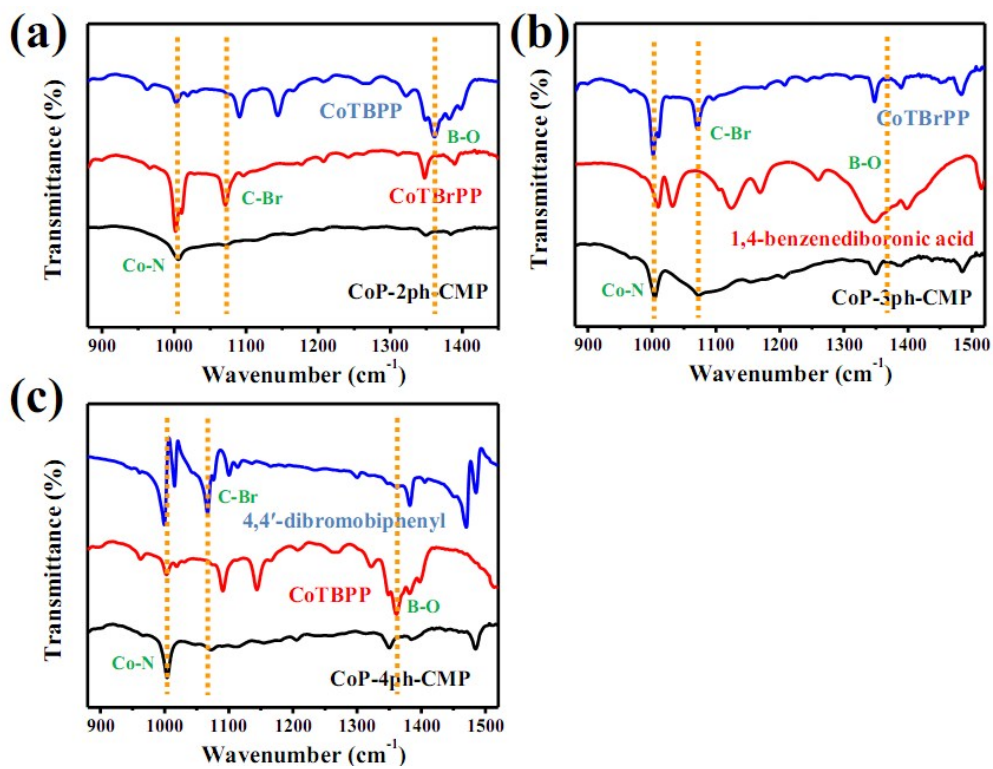 (a)
Transmittance (%)
CoTBPP
B-O
C-Br
CoTBrPP
Co-N
CoP-2ph-CMP
900 1000 1100 1200 1300 1400
Wavenumber (cm-1)
(b)
Transmittance (%)
CoTBrPP
C-Br
B-O
1,4-benzenediboronic acid
Co-N
CoP-3ph-CMP
900 1000 1100 1200 1300 1400 1500
Wavenumber (cm-1)
(c)
Transmittance (%)
C-Br
4,4′-dibromobiphenyl
CoTBPP
B-O
Co-N
CoP-4ph-CMP
900 1000 1100 1200 1300 1400 1500
Wavenumber (cm-1)